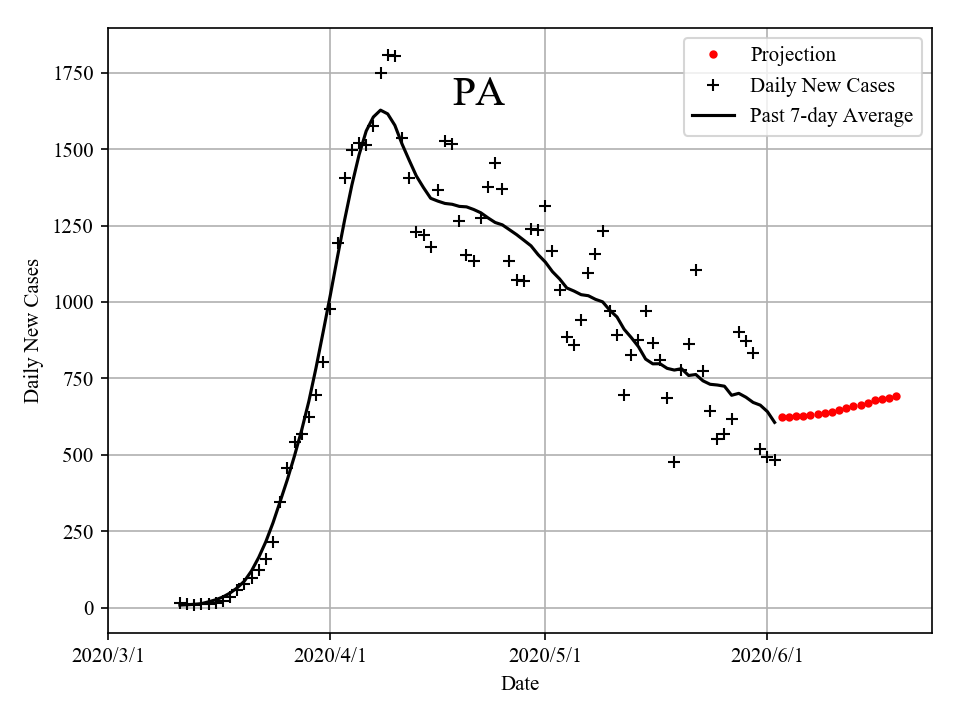 PA
Projection
Daily New Cases
Past 7-day Average
1750
1500
1250
1000
750
500
250
0
Daily New Cases
2020/3/1
2020/4/1
2020/5/1
2020/6/1
Date